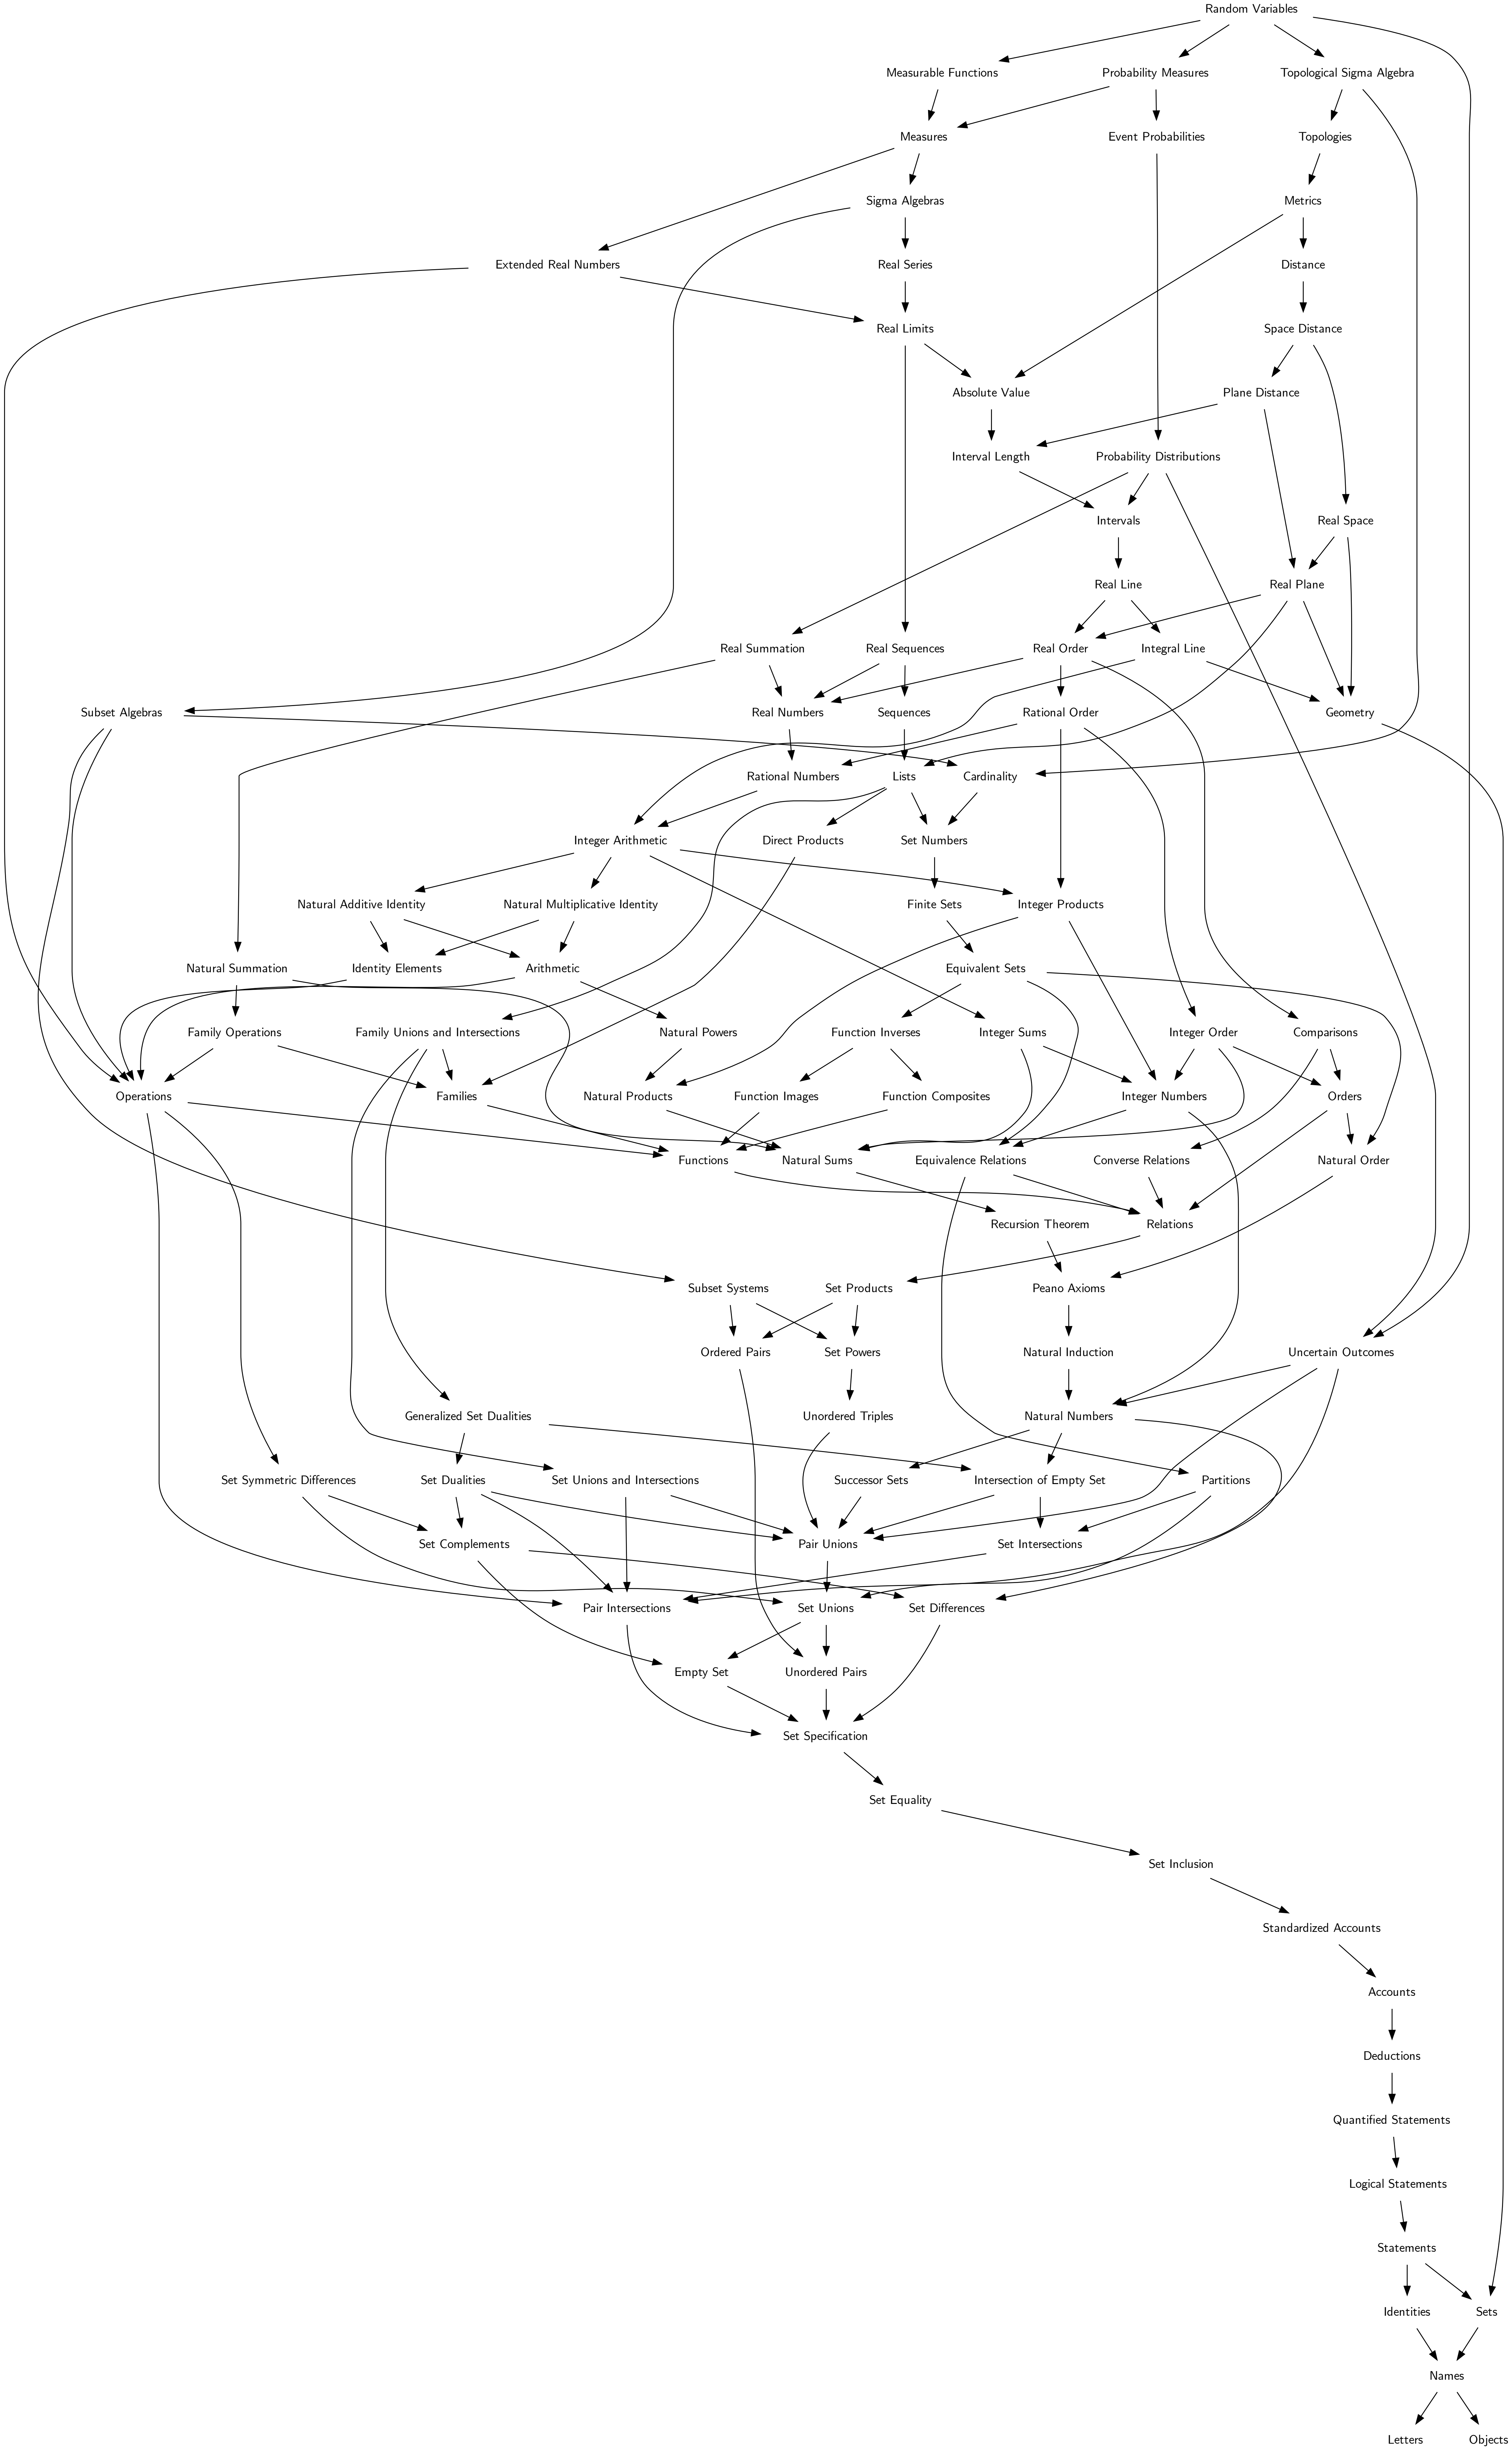 Random Variables
Measurable Functions
Probability Measures
Topological Sigma Algebra
Measures
Event Probabilities
Topologies
Sigma Algebras
Metrics
Extended Real Numbers
Real Series
Distance
Real Limits
Space Distance
Absolute Value
Plane Distance
Interval Length
Probability Distributions
Intervals
Real Space
Real Line
Real Plane
Real Summation
Real Sequences
Real Order
Integral Line
Subset Algebras
Real Numbers
Sequences
Rational Order
Geometry
Rational Numbers
Lists
Cardinality
Integer Arithmetic
Direct Products
Set Numbers
Natural Additive Identity
Natural Multiplicative Identity
Finite Sets
Integer Products
Natural Summation
Identity Elements
Arithmetic
Equivalent Sets
Family Operations
Family Unions and Intersections
Natural Powers
Function Inverses
Integer Sums
Integer Order
Comparisons
Operations
Families
Natural Products
Function Images
Function Composites
Integer Numbers
Orders
Functions
Natural Sums
Equivalence Relations
Converse Relations
Natural Order
Recursion Theorem
Relations
Subset Systems
Set Products
Peano Axioms
Ordered Pairs
Set Powers
Natural Induction
Uncertain Outcomes
Generalized Set Dualities
Unordered Triples
Natural Numbers
Set Symmetric Differences
Set Dualities
Set Unions and Intersections
Successor Sets
Intersection of Empty Set
Partitions
Set Complements
Pair Unions
Set Intersections
Pair Intersections
Set Unions
Set Differences
Empty Set
Unordered Pairs
Set Specification
Set Equality
Set Inclusion
Standardized Accounts
Accounts
Deductions
Quantified Statements
Logical Statements
Statements
Identities
Sets
Names
Letters
Objects